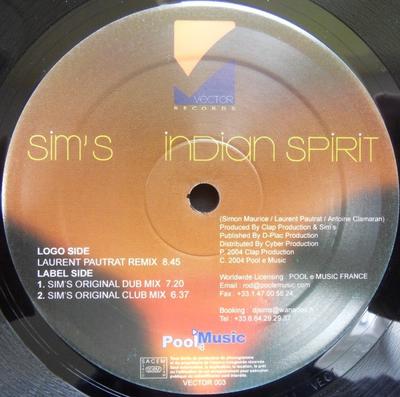 VECTOR
RECORDS
Sim's indian spirit
LOGO SIDE
LAURENT PAUTRAT REMIX 8.45
LABEL SIDE
1. SIM'S ORIGINAL DUB MIX 7.20
2. SIM'S ORIGINAL CLUB MIX 6.37
(Simon Maurice / Laurent Pautrat / Antoine Clamaran)
Produced By Clap Production & Sim's
Published By D-Plac Production
Distributed By Cyber Production
P. 2004 Clap Production
C. 2004 Pool e Music
Worldwide Licensing : POOL e MUSIC FRANCE
Email : rod@poolemusic.com
Fax : +33.1.47.00.56.24
Booking : djsims@wanadoo.fr
Tel : +33.6.84.29.29.37
Pool e Music
SACEM
VECTOR 003